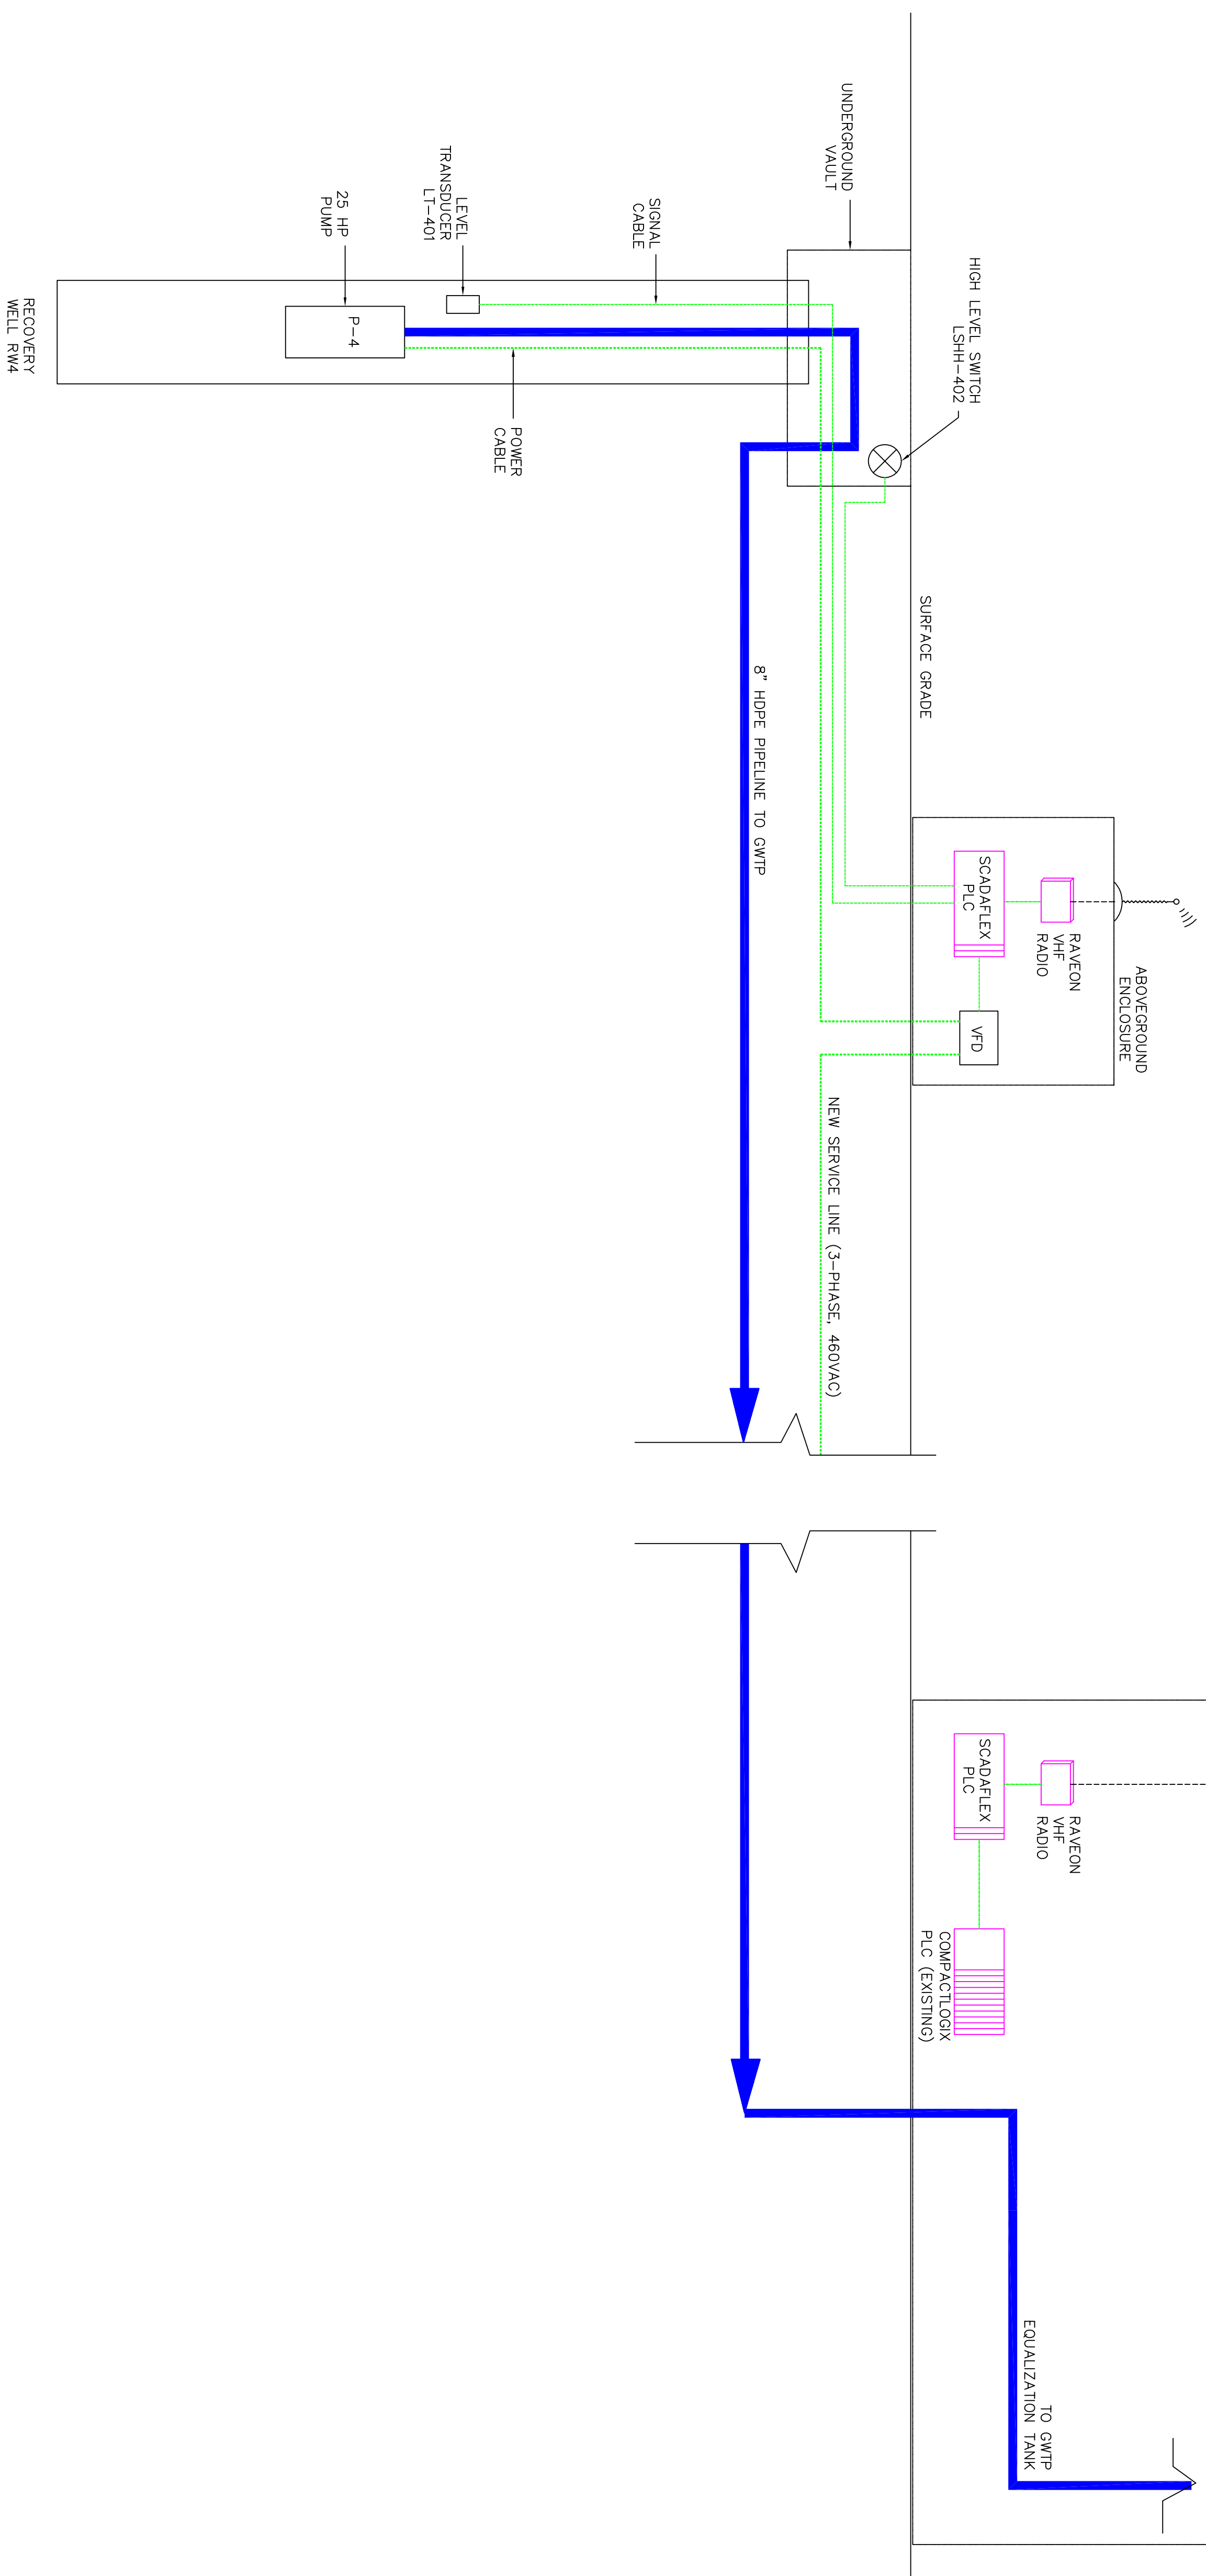 UNDERGROUND
VAULT
HIGH LEVEL SWITCH
LSHH-402
SIGNAL
CABLE
LEVEL
TRANSDUCER
LT-401
25 HP
PUMP
P-4
RECOVERY
WELL RW4
POWER
CABLE
SURFACE GRADE
8" HDPE PIPELINE TO GWTP
SCADAFLEX
PLC
RAVEON
VHF
RADIO
ABOVEGROUND
ENCLOSURE
VFD
NEW SERVICE LINE (3-PHASE, 460VAC)
SCADAFLEX
PLC
RAVEON
VHF
RADIO
COMPACTLOGIX
PLC (EXISTING)
TO GWTP
EQUALIZATION TANK